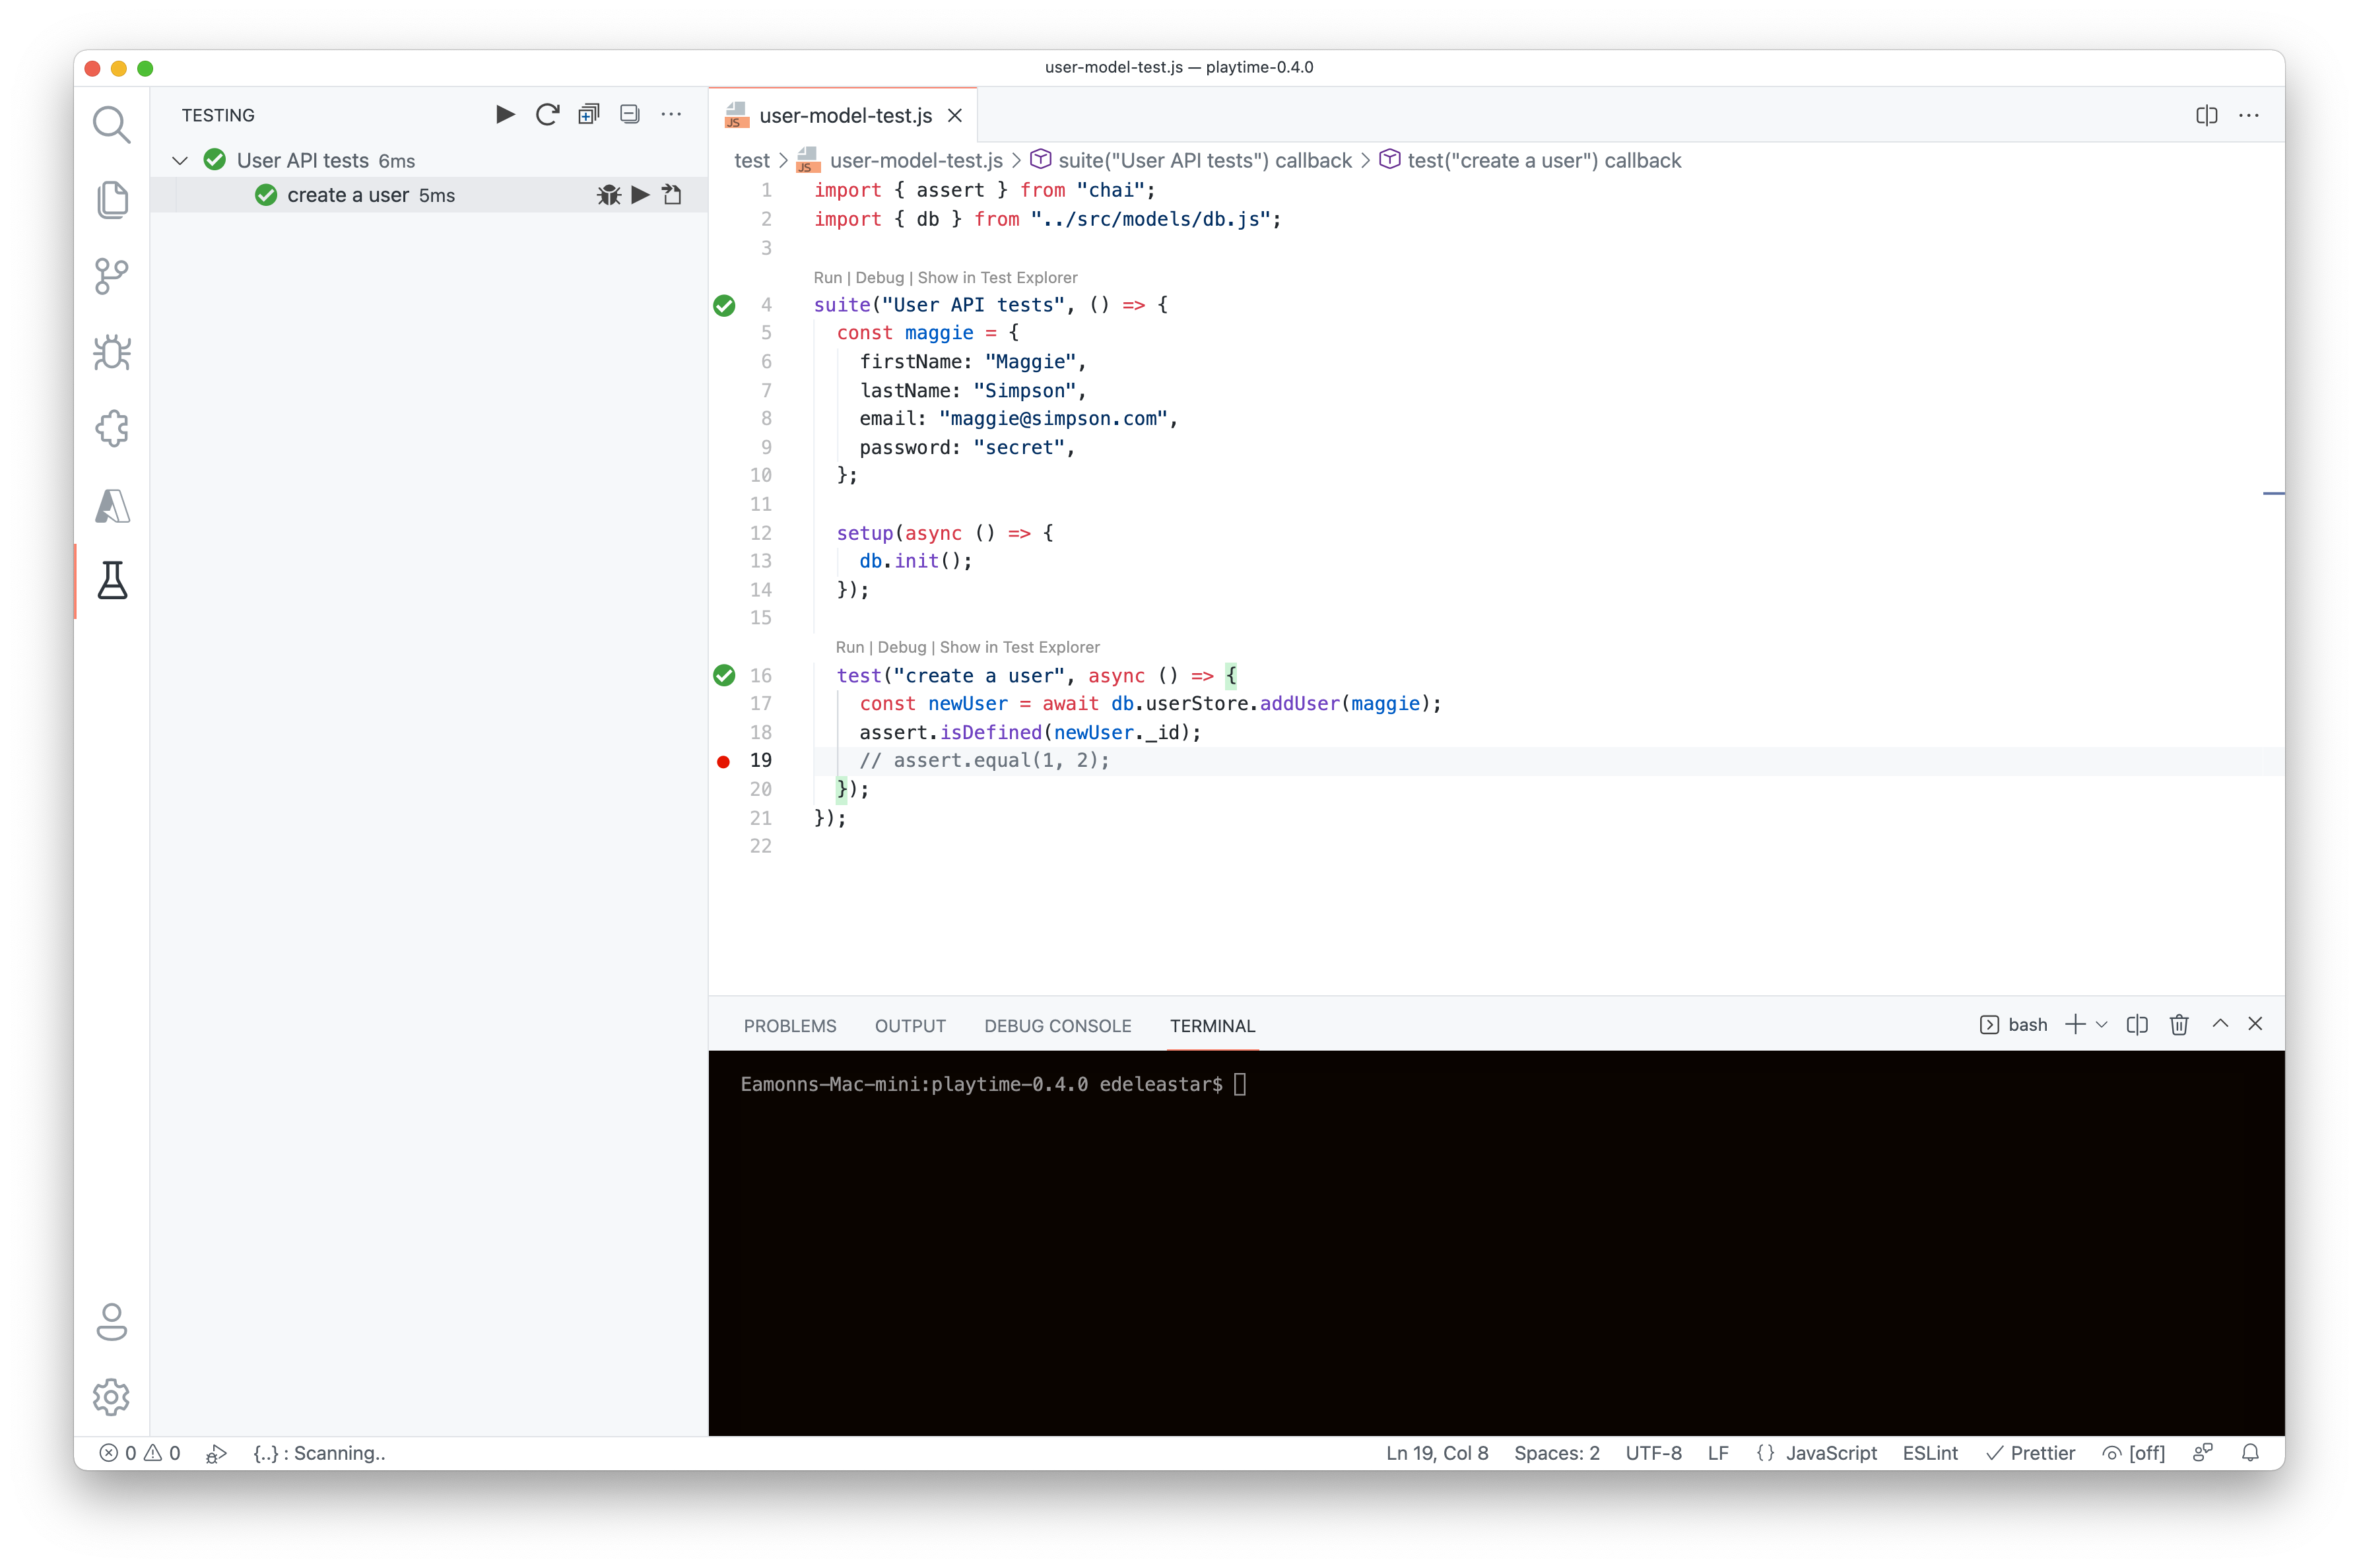 user-model-test.js — playtime-0.4.0
TESTING
User API tests 6ms
create a user 5ms
JS user-model-test.js
test > JS user-model-test.js > suite("User API tests") callback > test("create a user") callback
1 import { assert } from "chai";
2 import { db } from "../src/models/db.js";
3
Run | Debug | Show in Test Explorer
4 suite("User API tests", () => {
5 const maggie = {
6 firstName: "Maggie",
7 lastName: "Simpson",
8 email: "maggie@simpson.com",
9 password: "secret",
10 };
11
12 setup(async () => {
13 db.init();
14 });
15
Run | Debug | Show in Test Explorer
16 test("create a user", async () => {
17 const newUser = await db.userStore.addUser(maggie);
18 assert.isDefined(newUser._id);
19 // assert.equal(1, 2);
20 });
21 });
22
PROBLEMS OUTPUT DEBUG CONSOLE TERMINAL bash
Eamonns-Mac-mini:playtime-0.4.0 edeleastar$
0 0 {..} : Scanning.. Ln 19, Col 8 Spaces: 2 UTF-8 LF {} JavaScript ESLint Prettier [off]